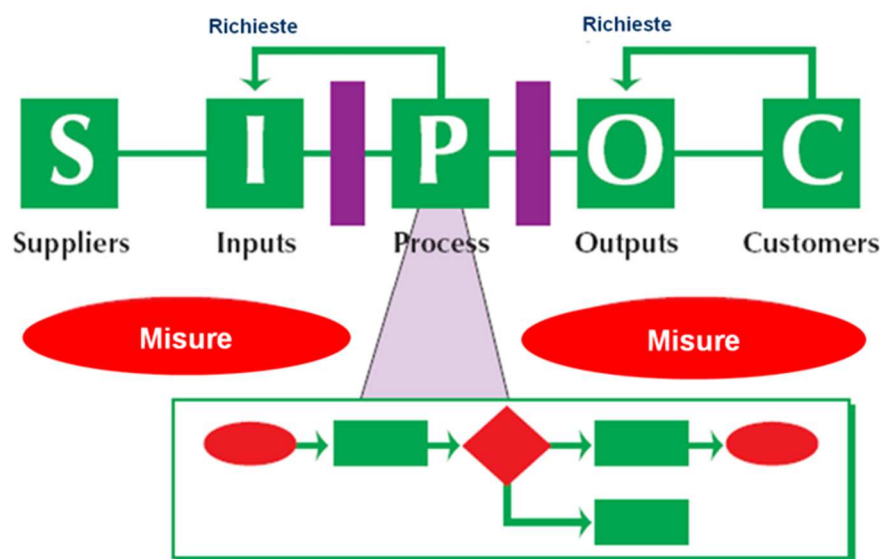 Richieste
Richieste
S I P O C
Suppliers Inputs Process Outputs Customers
Misure
Misure